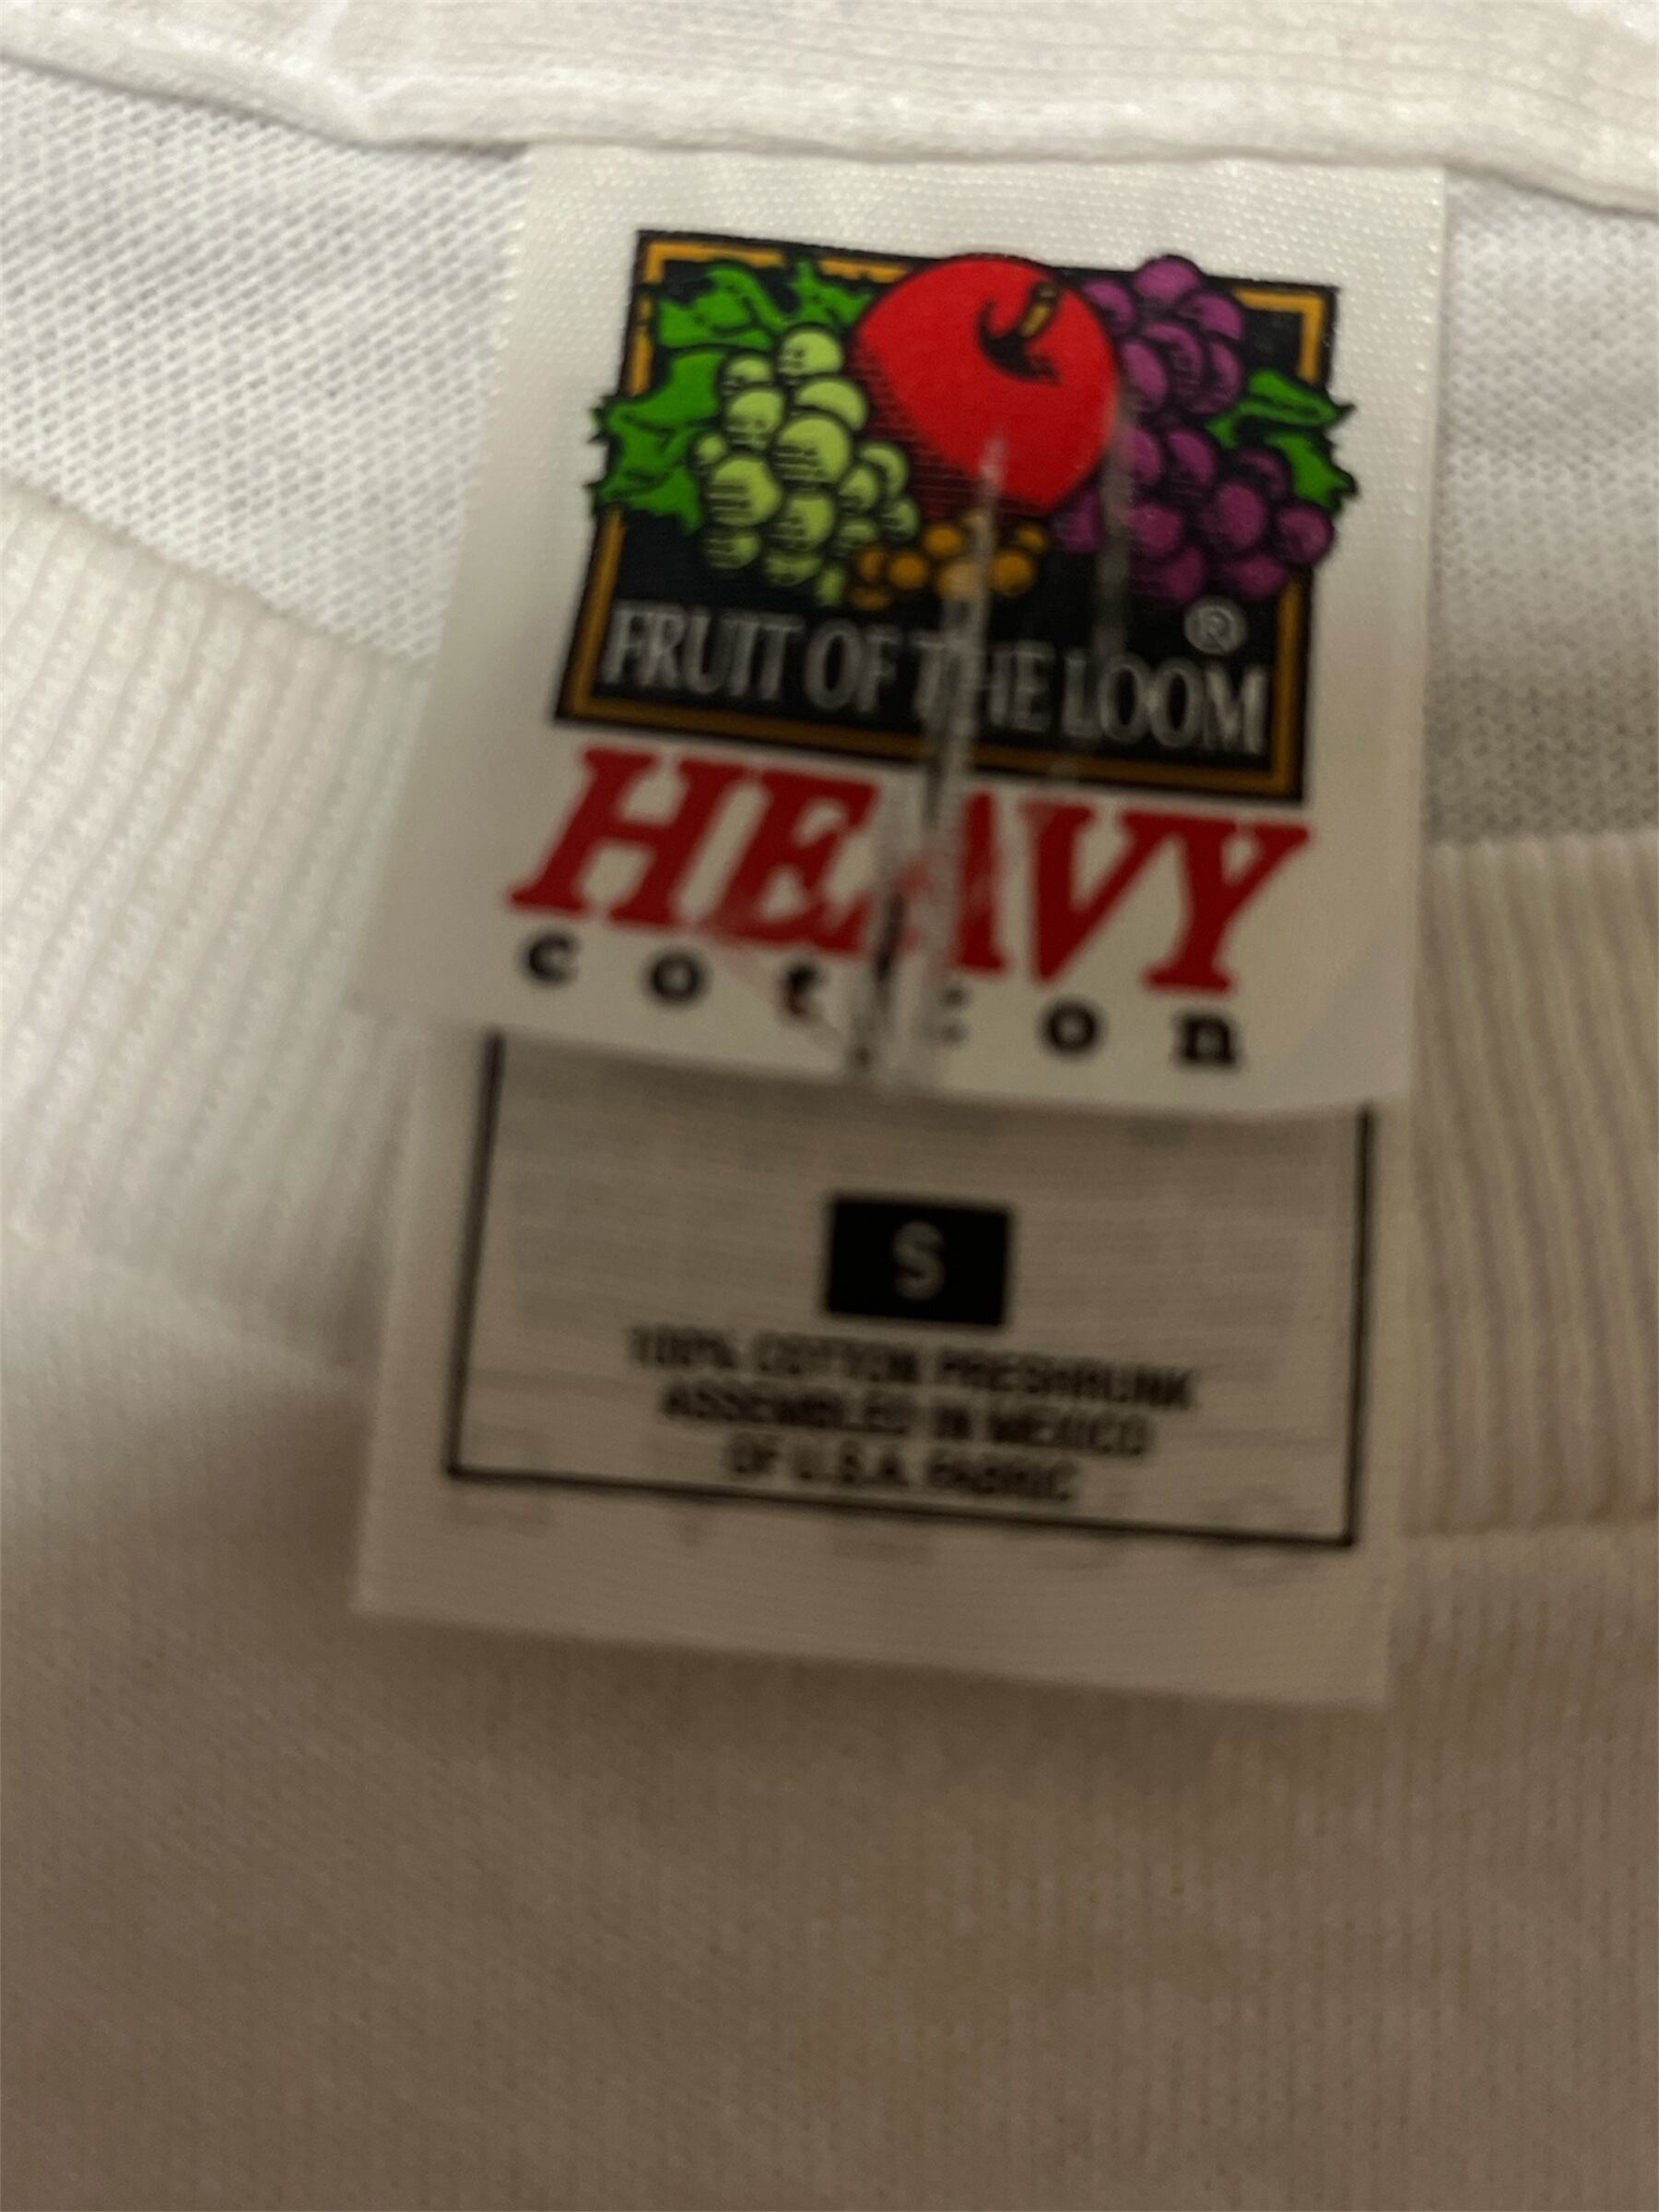 FRUIT OF THE LOOM®
HEAVY
cotton
S
100% COTTON PRESHRUNK
ASSEMBLED IN MEXICO
OF U.S.A. FABRIC